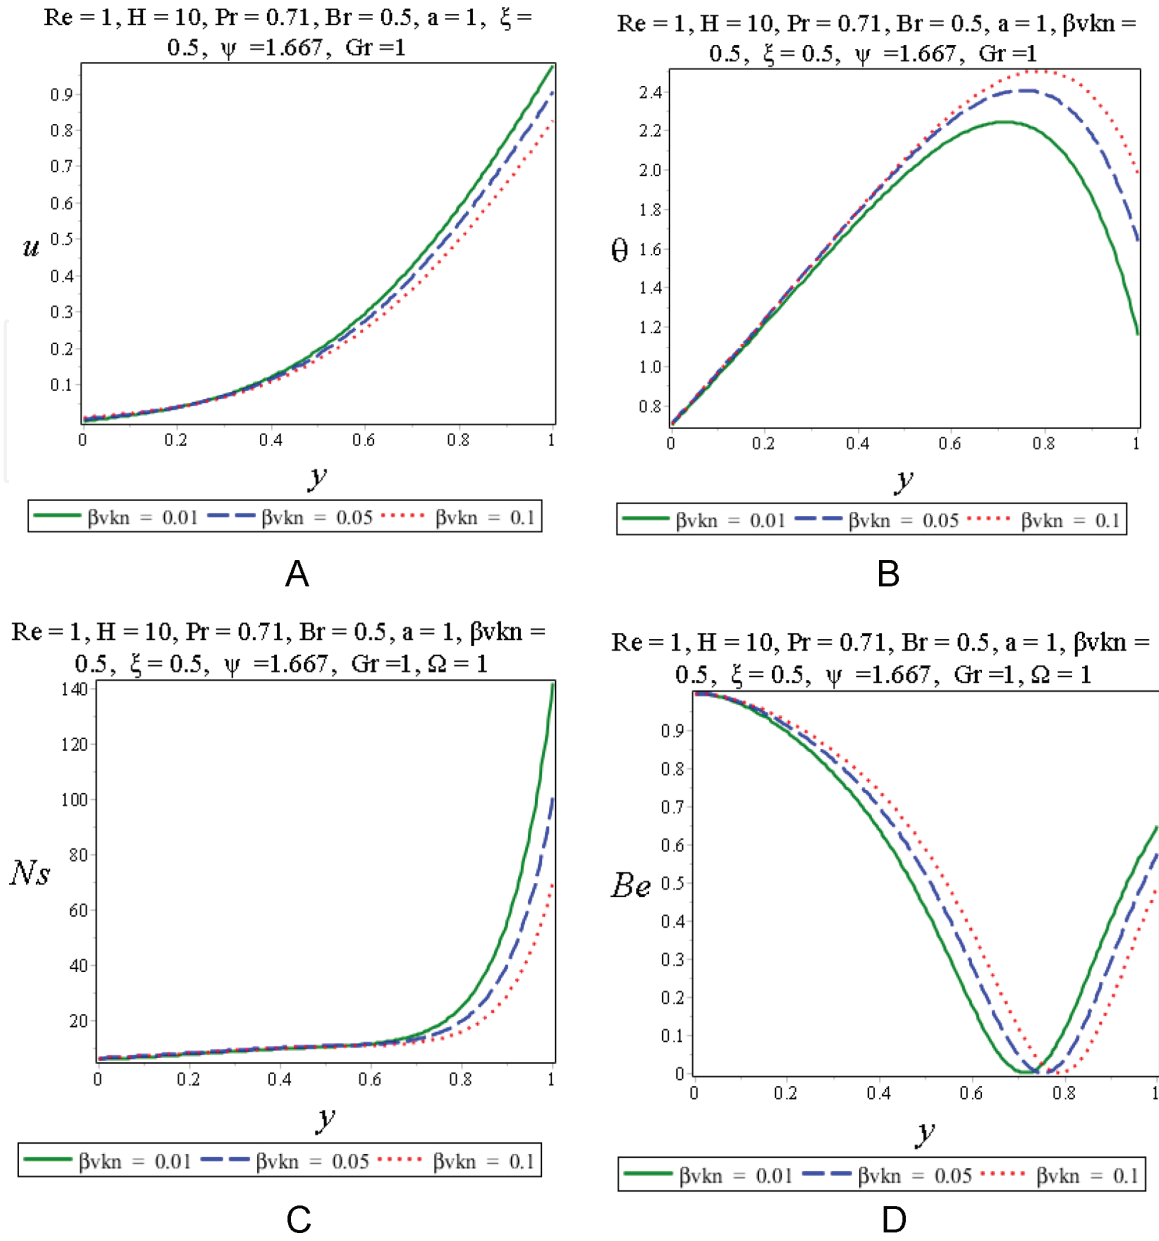 Re = 1, H = 10, Pr = 0.71, Br = 0.5, a = 1, ξ =
0.5, ψ =1.667, Gr =1
0.9
0.8
0.7
0.6
0.5
0.4
0.3
0.2
0.1
u
0 0.2 0.4 0.6 0.8 1
y
βvkn = 0.01 βvkn = 0.05 βvkn = 0.1
A
Re = 1, H = 10, Pr = 0.71, Br = 0.5, a = 1, βvkn =
0.5, ξ = 0.5, ψ =1.667, Gr =1
2.4
2.2
2.0
1.8
1.6
1.4
1.2
1.0
0.8
θ
0 0.2 0.4 0.6 0.8 1
y
βvkn = 0.01 βvkn = 0.05 βvkn = 0.1
B
Re = 1, H = 10, Pr = 0.71, Br = 0.5, a = 1, βvkn =
0.5, ξ = 0.5, ψ =1.667, Gr =1, Ω = 1
140
120
100
80
60
40
20
Ns
0 0.2 0.4 0.6 0.8 1
y
βvkn = 0.01 βvkn = 0.05 βvkn = 0.1
C
Re = 1, H = 10, Pr = 0.71, Br = 0.5, a = 1, βvkn =
0.5, ξ = 0.5, ψ =1.667, Gr =1, Ω = 1
0.9
0.8
0.7
0.6
0.5
0.4
0.3
0.2
0.1
0
Be
0 0.2 0.4 0.6 0.8 1
y
βvkn = 0.01 βvkn = 0.05 βvkn = 0.1
D